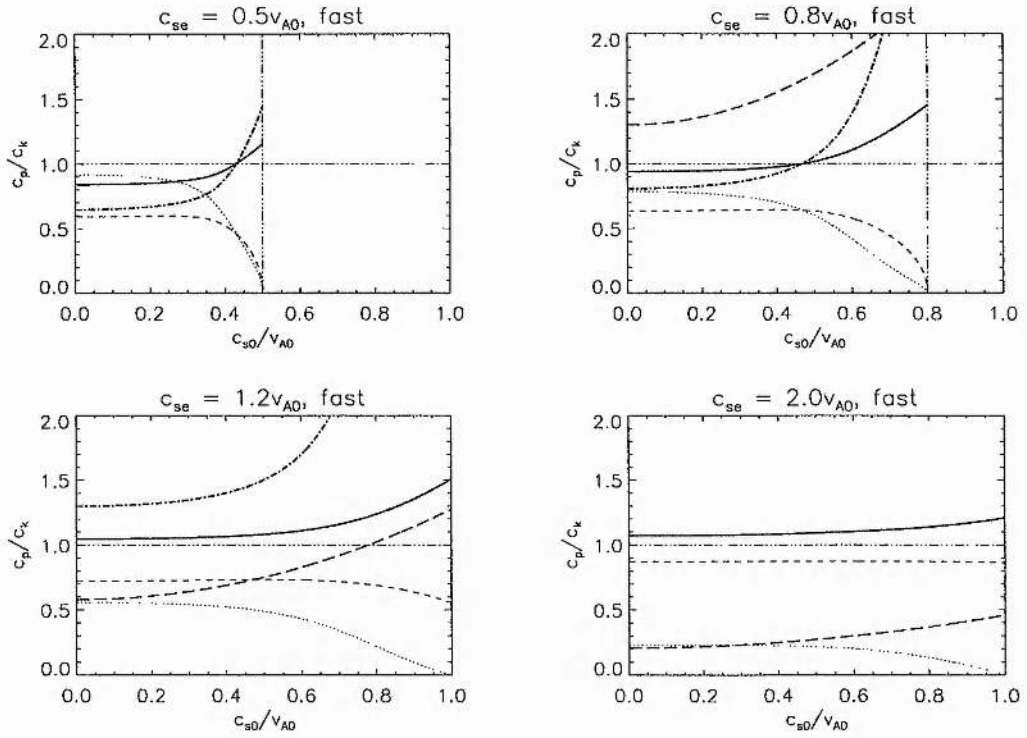 c_se = 0.5v_A0, fast
c_se = 0.8v_A0, fast
2.0
1.5
1.0
0.5
0.0
c_p/c_k
0.0 0.2 0.4 0.6 0.8 1.0
c_s0/v_A0
2.0
1.5
1.0
0.5
0.0
c_p/c_k
0.0 0.2 0.4 0.6 0.8 1.0
c_s0/v_A0
c_se = 1.2v_A0, fast
c_se = 2.0v_A0, fast
2.0
1.5
1.0
0.5
0.0
c_p/c_k
0.0 0.2 0.4 0.6 0.8 1.0
c_s0/v_A0
2.0
1.5
1.0
0.5
0.0
c_p/c_k
0.0 0.2 0.4 0.6 0.8 1.0
c_s0/v_A0